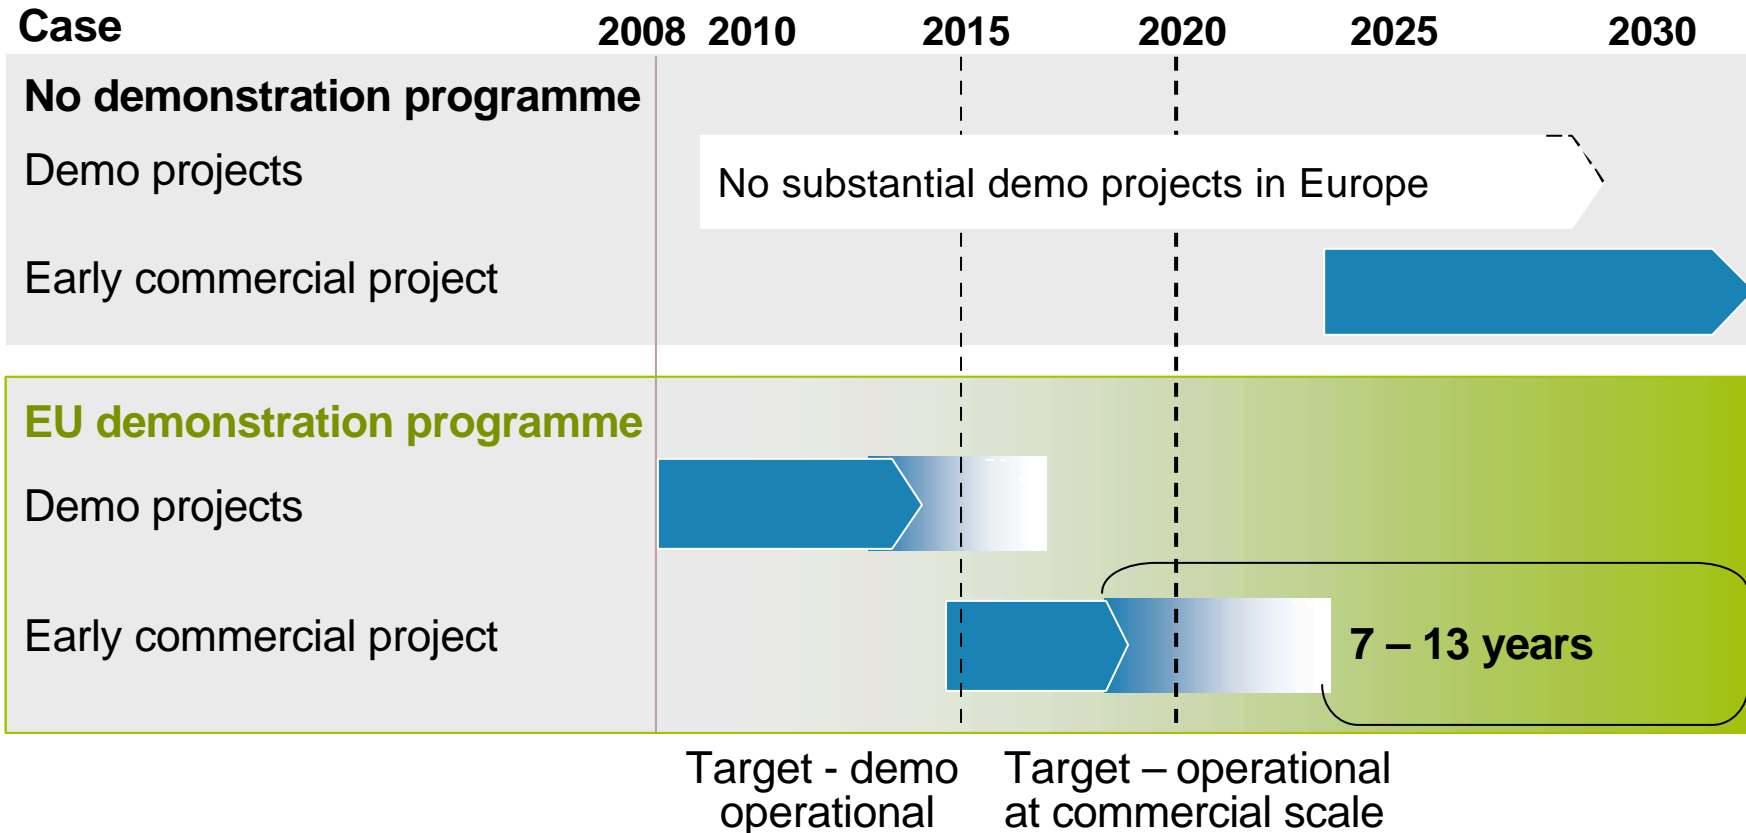 Case 2008 2010 2015 2020 2025 2030
No demonstration programme
Demo projects
No substantial demo projects in Europe
Early commercial project
EU demonstration programme
Demo projects
Early commercial project
7 – 13 years
Target - demo
operational
Target – operational
at commercial scale